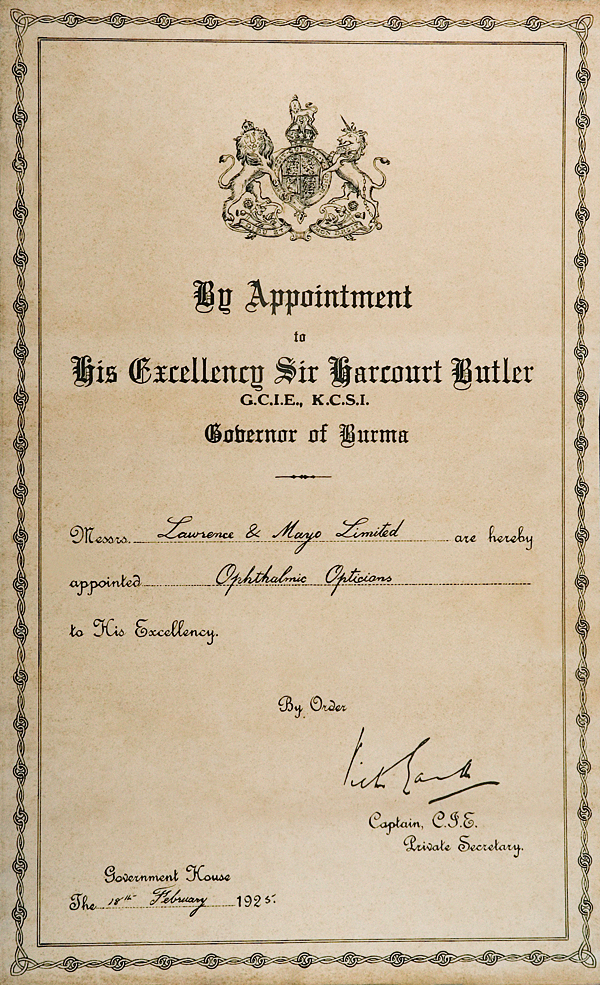 By Appointment
to
His Excellency Sir Harcourt Butler
G.C.I.E., K.C.S.I.
Governor of Burma
Messrs. Lawrence & Mayo Limited are hereby
appointed Ophthalmic Opticians
to His Excellency.
By Order
Captain, C.I.E.
Private Secretary.
Government House
The 18th February 1925.